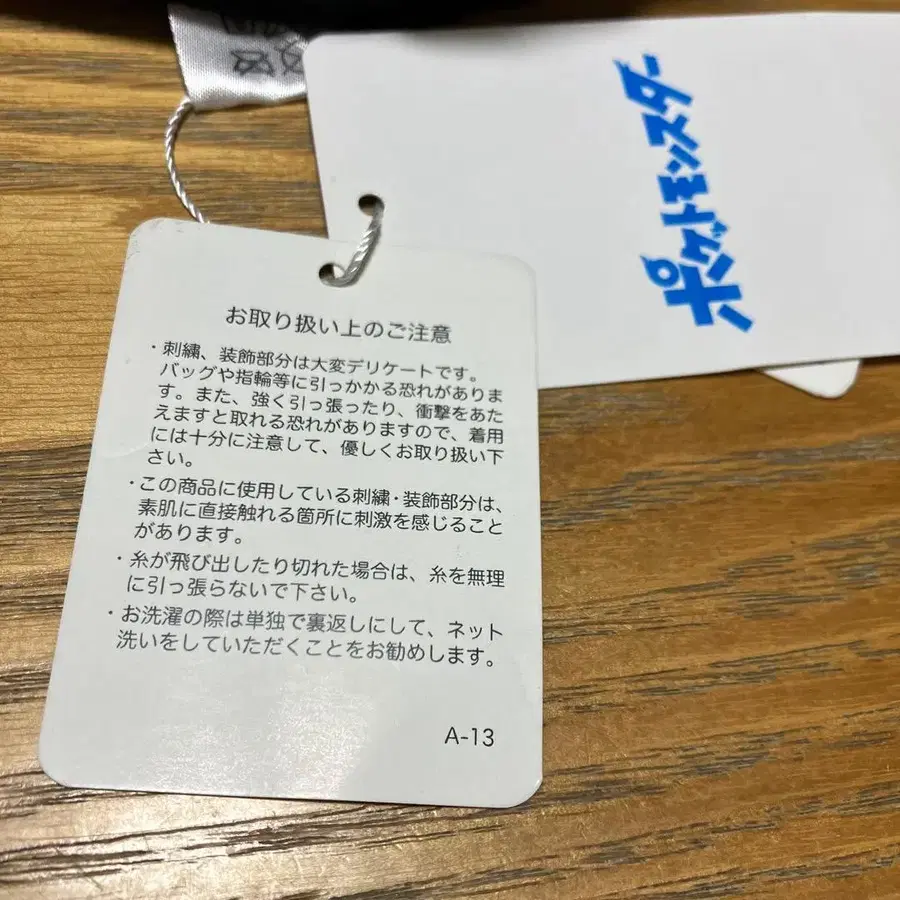 ポケットモンスター
お取り扱い上のご注意
・刺繍、装飾部分は大変デリケートです。
バッグや指輪等に引っかかる恐れがありま
す。また、強く引っ張ったり、衝撃をあた
えますと取れる恐れがありますので、着用
には十分に注意して、優しくお取り扱い下
さい。
・この商品に使用している刺繍・装飾部分は、
素肌に直接触れる箇所に刺激を感じること
があります。
・糸が飛び出したり切れた場合は、糸を無理
に引っ張らないで下さい。
・お洗濯の際は単独で裏返しにして、ネット
洗いをしていただくことをお勧めします。
A-13